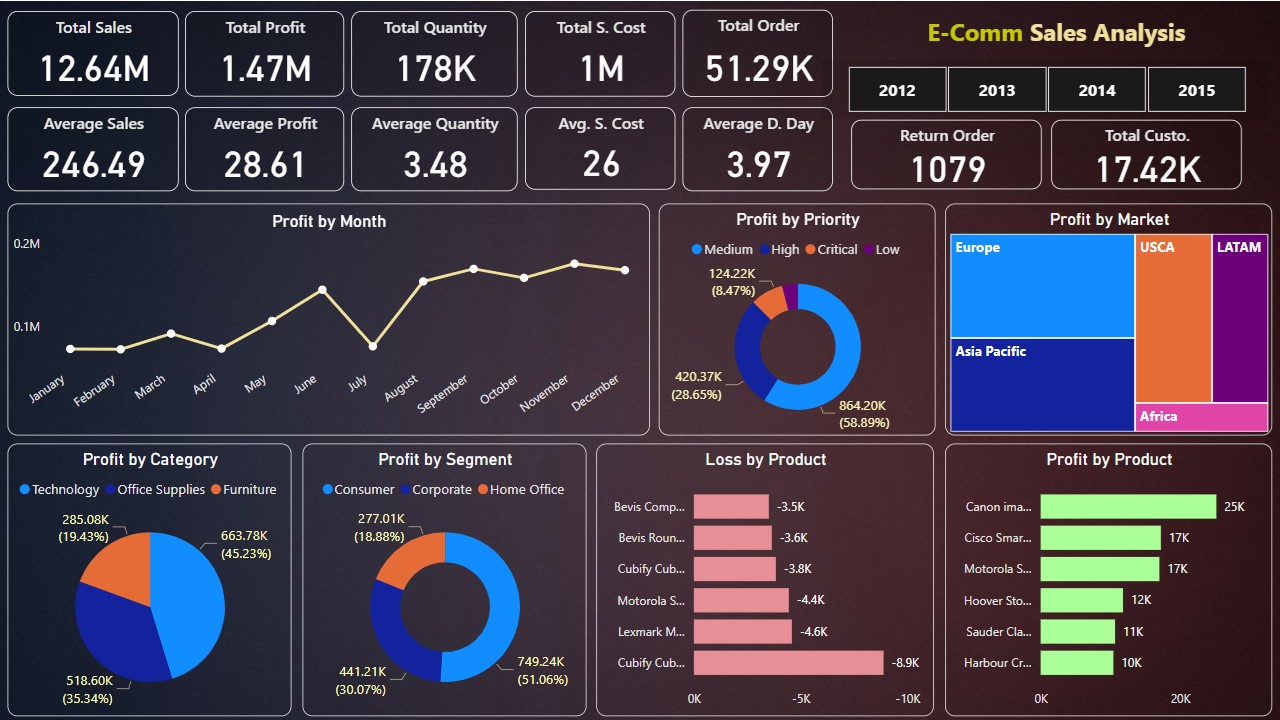 Total Sales
12.64M
Total Profit
1.47M
Total Quantity
178K
Total S. Cost
1M
Total Order
51.29K
E-Comm Sales Analysis
2012
2013
2014
2015
Average Sales
246.49
Average Profit
28.61
Average Quantity
3.48
Avg. S. Cost
26
Average D. Day
3.97
Return Order
1079
Total Custo.
17.42K
Profit by Month
0.2M
0.1M
January
February
March
April
May
June
July
August
September
October
November
December
Profit by Priority
Medium High Critical Low
124.22K
(8.47%)
420.37K
(28.65%)
864.20K
(58.89%)
Profit by Market
Europe
USCA
LATAM
Asia Pacific
Africa
Profit by Category
Technology Office Supplies Furniture
285.08K
(19.43%)
663.78K
(45.23%)
518.60K
(35.34%)
Profit by Segment
Consumer Corporate Home Office
277.01K
(18.88%)
441.21K
(30.07%)
749.24K
(51.06%)
Loss by Product
Bevis Comp... -3.5K
Bevis Roun... -3.6K
Cubify Cub... -3.8K
Motorola S... -4.4K
Lexmark M... -4.6K
Cubify Cub... -8.9K
0K -5K -10K
Profit by Product
Canon ima... 25K
Cisco Smar... 17K
Motorola S... 17K
Hoover Sto... 12K
Sauder Cla... 11K
Harbour Cr... 10K
0K 20K